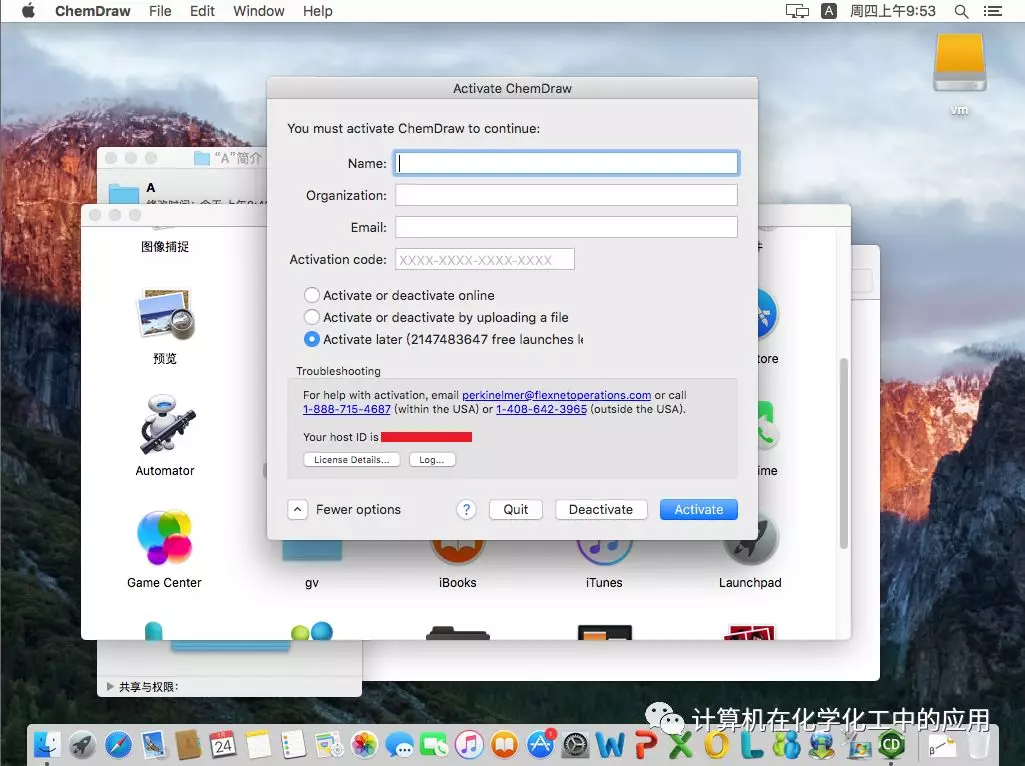 ChemDraw File Edit Window Help
A 周四上午9:53
vm
Activate ChemDraw
You must activate ChemDraw to continue:
Name:
Organization:
Email:
Activation code: XXXX-XXXX-XXXX-XXXX
Activate or deactivate online
Activate or deactivate by uploading a file
Activate later (2147483647 free launches le
Troubleshooting
For help with activation, email perkinelmer@flexnetoperations.com or call
1-888-715-4687 (within the USA) or 1-408-642-3965 (outside the USA).
Your host ID is
License Details... Log...
Fewer options ? Quit Deactivate Activate
“A”简介
A
图像捕捉
预览
tore
Automator
ime
Game Center gv iBooks iTunes Launchpad
共享与权限:
计算机在化学化工中的应用
24
1
CD